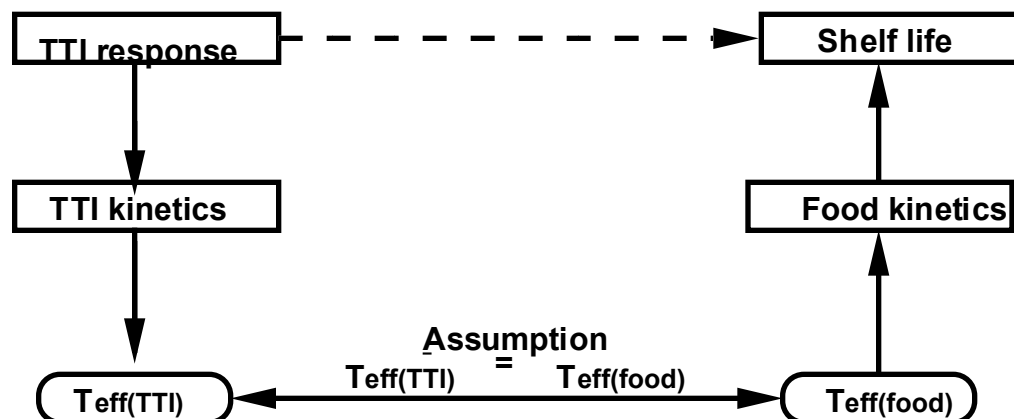 TTI response
Shelf life
TTI kinetics
Food kinetics
Assumption
Teff(TTI) = Teff(food)
Teff(TTI)
Teff(food)